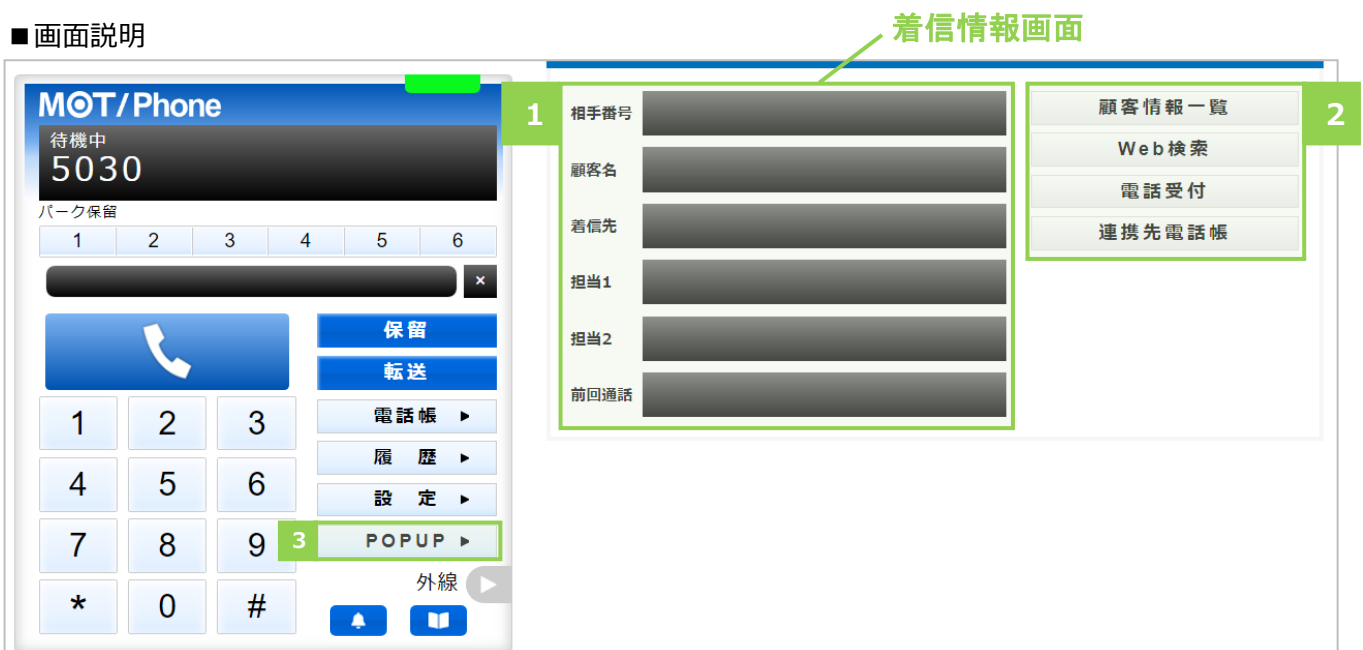 ■画面説明
着信情報画面
MOT/Phone
待機中
5030
パーク保留
1 2 3 4 5 6
×
保留
転送
1 2 3
電話帳 ▶
履 歴 ▶
4 5 6
設 定 ▶
7 8 9
3
POPUP ▶
外線
* 0 #
1
相手番号
顧客名
着信先
担当1
担当2
前回通話
2
顧客情報一覧
Web検索
電話受付
連携先電話帳